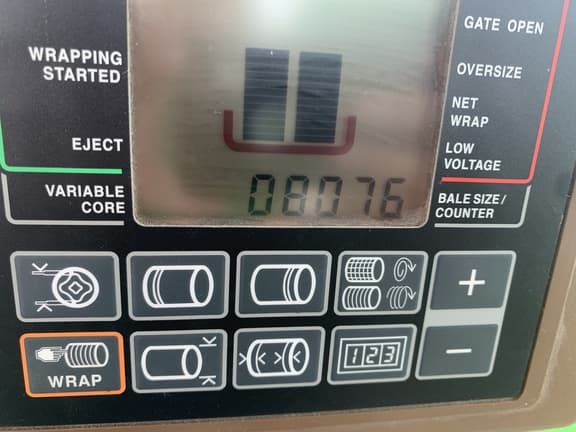 WRAPPING
STARTED
EJECT
VARIABLE
CORE
GATE OPEN
OVERSIZE
NET
WRAP
LOW
VOLTAGE
BALE SIZE/
COUNTER
08076
+
WRAP
123
−